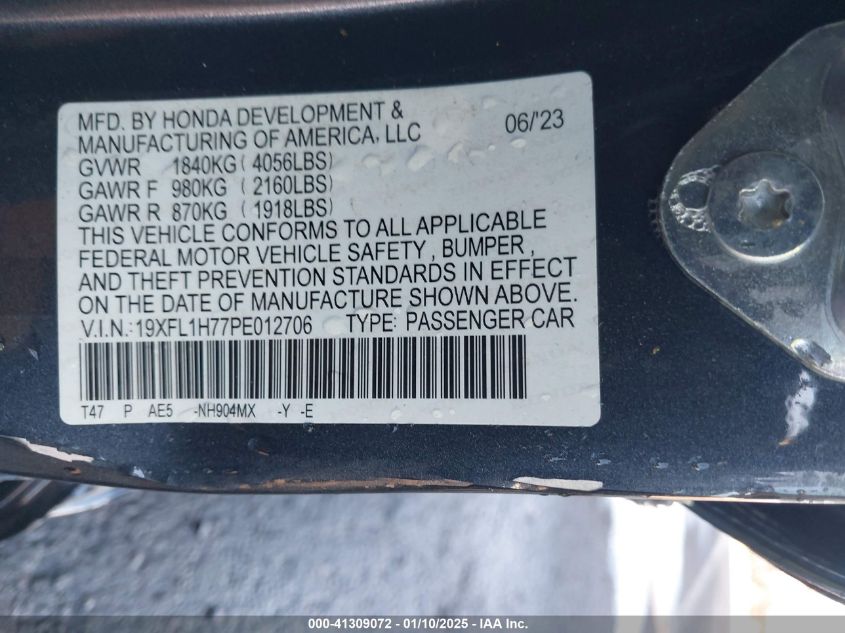 MFD. BY HONDA DEVELOPMENT &
MANUFACTURING OF AMERICA, LLC 06/'23
GVWR 1840KG ( 4056LBS)
GAWR F 980KG ( 2160LBS)
GAWR R 870KG ( 1918LBS)
THIS VEHICLE CONFORMS TO ALL APPLICABLE
FEDERAL MOTOR VEHICLE SAFETY , BUMPER ,
AND THEFT PREVENTION STANDARDS IN EFFECT
ON THE DATE OF MANUFACTURE SHOWN ABOVE.
V.I.N.:19XFL1H77PE012706 TYPE: PASSENGER CAR
T47 P AE5 -NH904MX -Y -E
000-41309072 - 01/10/2025 - IAA Inc.